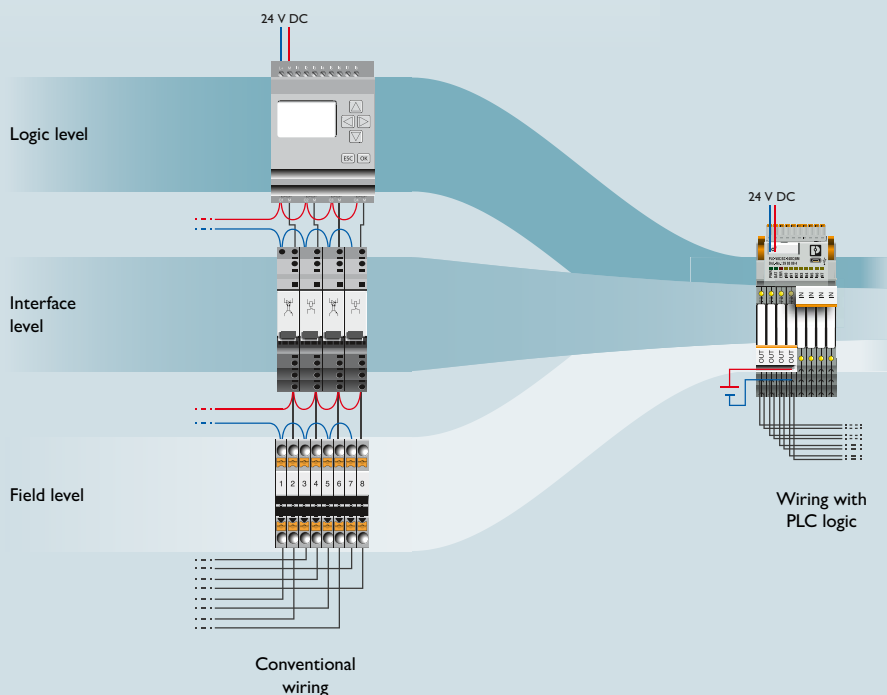 24 V DC
Logic level
ESC OK
24 V DC
Interface
level
IN IN IN IN
OUT OUT OUT OUT
1 2 3 4 5 6 7 8
Field level
Wiring with
PLC logic
Conventional
wiring